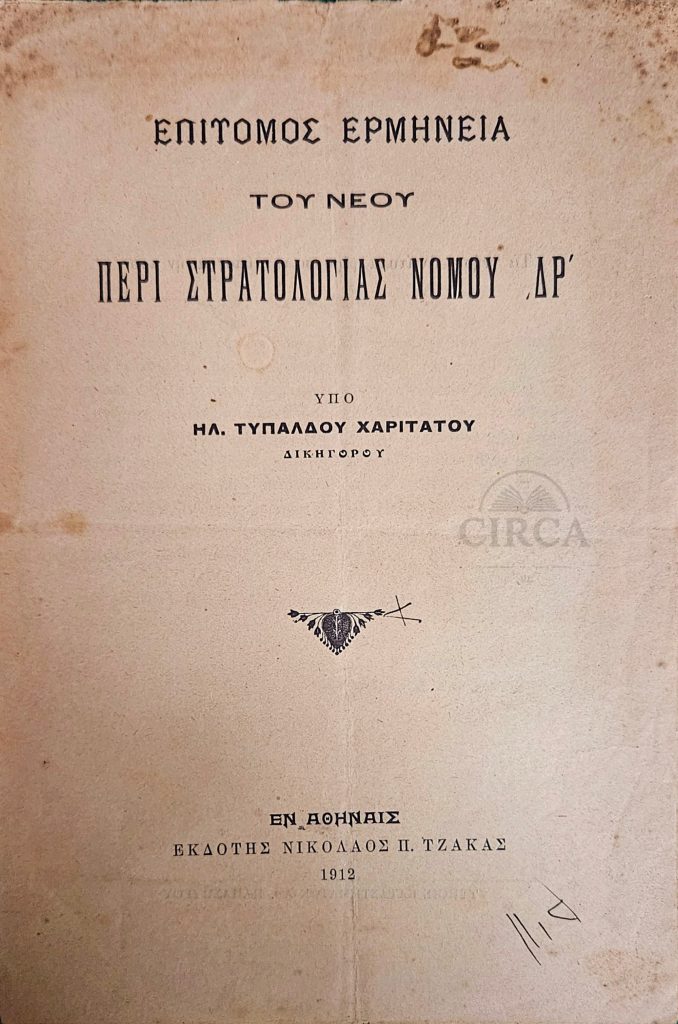 ΕΠΙΤΟΜΟΣ ΕΡΜΗΝΕΙΑ
ΤΟΥ ΝΕΟΥ
ΠΕΡΙ ΣΤΡΑΤΟΛΟΓΙΑΣ ΝΟΜΟΥ ͵ΔΡʹ
ΥΠΟ
ΗΛ. ΤΥΠΑΛΔΟΥ ΧΑΡΙΤΑΤΟΥ
ΔΙΚΗΓΟΡΟΥ
CIRCA
ΕΝ ΑΘΗΝΑΙΣ
ΕΚΔΟΤΗΣ ΝΙΚΟΛΑΟΣ Π. ΤΖΑΚΑΣ
1912